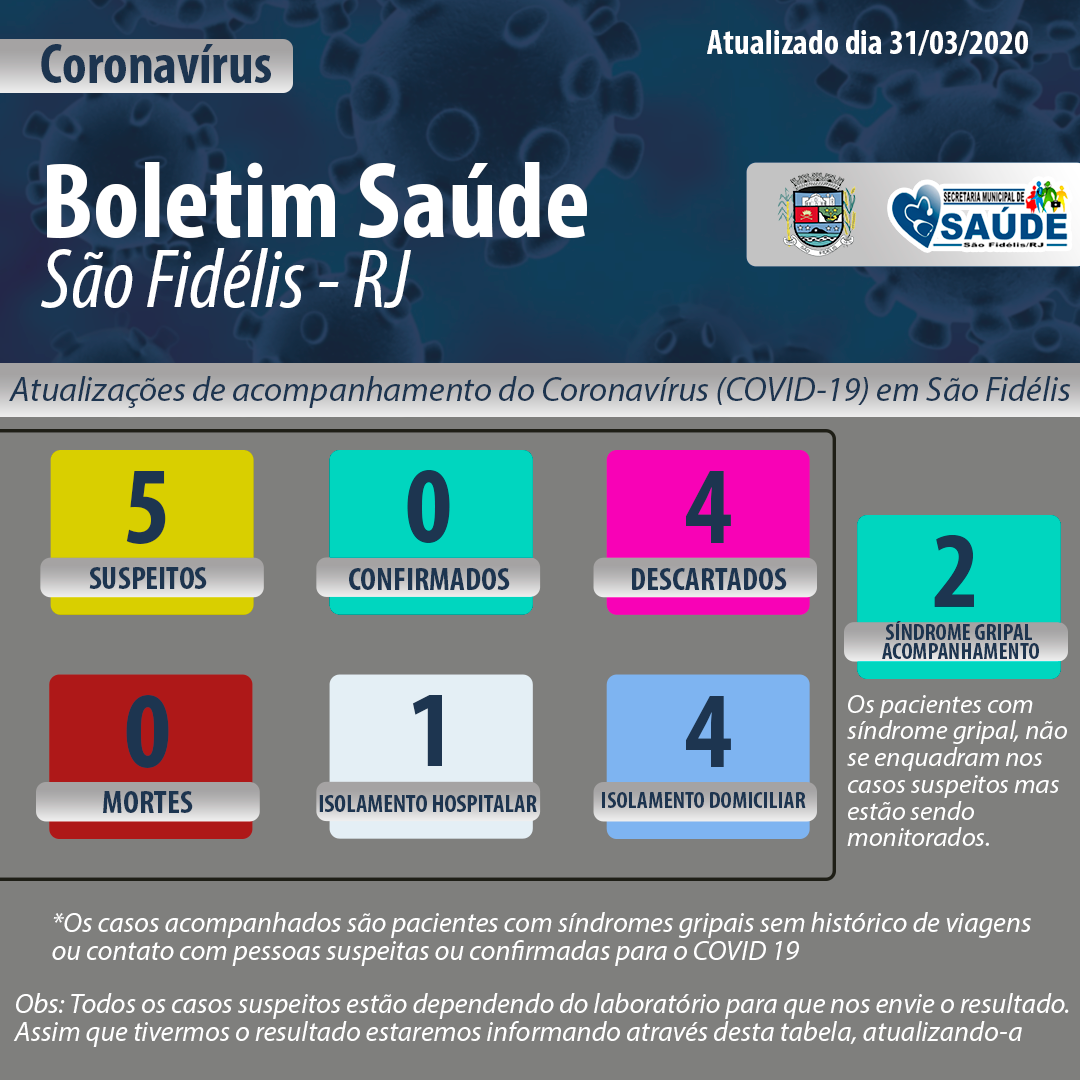 Coronavírus
Atualizado dia 31/03/2020
Boletim Saúde
São Fidélis - RJ
SECRETARIA MUNICIPAL DE
SAÚDE
São Fidélis/RJ
Atualizações de acompanhamento do Coronavírus (COVID-19) em São Fidélis
5
SUSPEITOS
0
CONFIRMADOS
4
DESCARTADOS
0
MORTES
1
ISOLAMENTO HOSPITALAR
4
ISOLAMENTO DOMICILIAR
2
SÍNDROME GRIPAL
ACOMPANHAMENTO
Os pacientes com
síndrome gripal, não
se enquadram nos
casos suspeitos mas
estão sendo
monitorados.
*Os casos acompanhados são pacientes com síndromes gripais sem histórico de viagens
ou contato com pessoas suspeitas ou confirmadas para o COVID 19
Obs: Todos os casos suspeitos estão dependendo do laboratório para que nos envie o resultado.
Assim que tivermos o resultado estaremos informando através desta tabela, atualizando-a